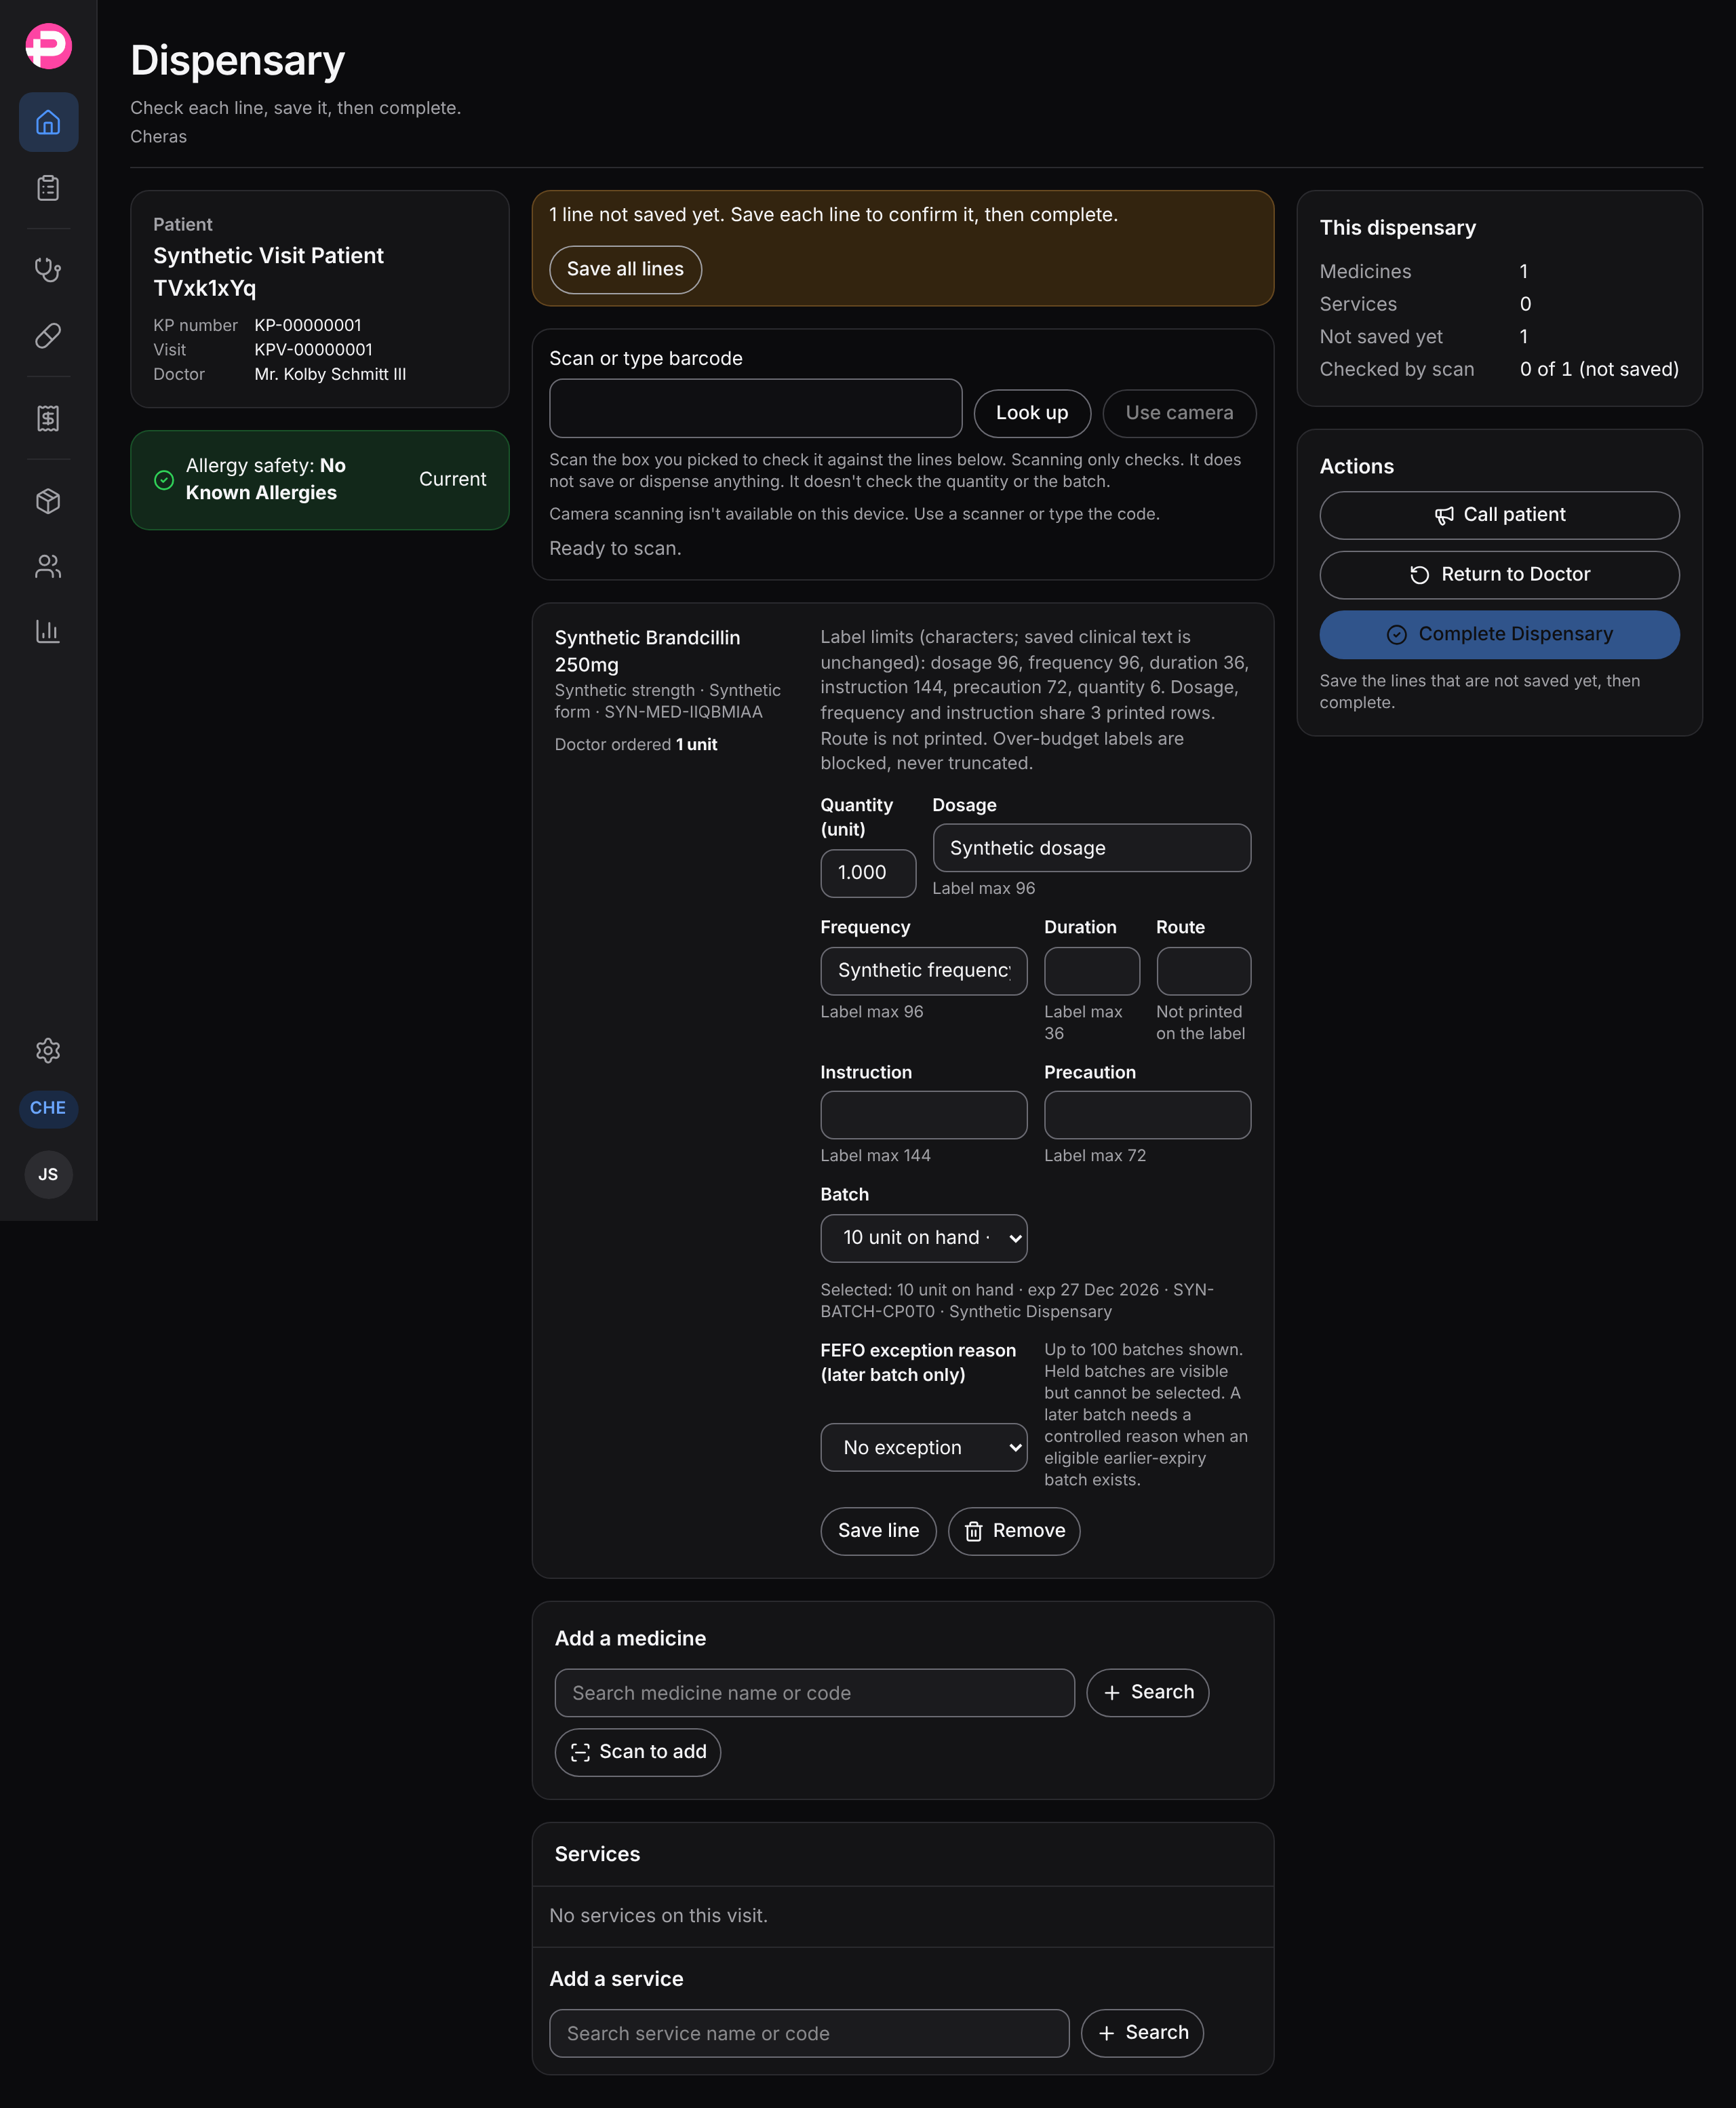 Dispensary
Check each line, save it, then complete.
Cheras
Patient
Synthetic Visit Patient
TVxk1xYq
KP number KP-00000001
Visit KPV-00000001
Doctor Mr. Kolby Schmitt III
Allergy safety: No
Known Allergies
Current
1 line not saved yet. Save each line to confirm it, then complete.
Save all lines
Scan or type barcode
Look up
Use camera
Scan the box you picked to check it against the lines below. Scanning only checks. It does
not save or dispense anything. It doesn't check the quantity or the batch.
Camera scanning isn't available on this device. Use a scanner or type the code.
Ready to scan.
Synthetic Brandcillin
250mg
Synthetic strength · Synthetic
form · SYN-MED-IIQBMIAA
Doctor ordered 1 unit
Label limits (characters; saved clinical text is
unchanged): dosage 96, frequency 96, duration 36,
instruction 144, precaution 72, quantity 6. Dosage,
frequency and instruction share 3 printed rows.
Route is not printed. Over-budget labels are
blocked, never truncated.
Quantity
(unit)
1.000
Dosage
Synthetic dosage
Label max 96
Frequency
Synthetic frequency
Label max 96
Duration
Label max
36
Route
Not printed
on the label
Instruction
Label max 144
Precaution
Label max 72
Batch
10 unit on hand ·
Selected: 10 unit on hand · exp 27 Dec 2026 · SYN-
BATCH-CP0T0 · Synthetic Dispensary
FEFO exception reason
(later batch only)
No exception
Up to 100 batches shown.
Held batches are visible
but cannot be selected. A
later batch needs a
controlled reason when an
eligible earlier-expiry
batch exists.
Save line
Remove
Add a medicine
Search medicine name or code
Search
Scan to add
Services
No services on this visit.
Add a service
Search service name or code
Search
This dispensary
Medicines 1
Services 0
Not saved yet 1
Checked by scan 0 of 1 (not saved)
Actions
Call patient
Return to Doctor
Complete Dispensary
Save the lines that are not saved yet, then
complete.
CHE
JS